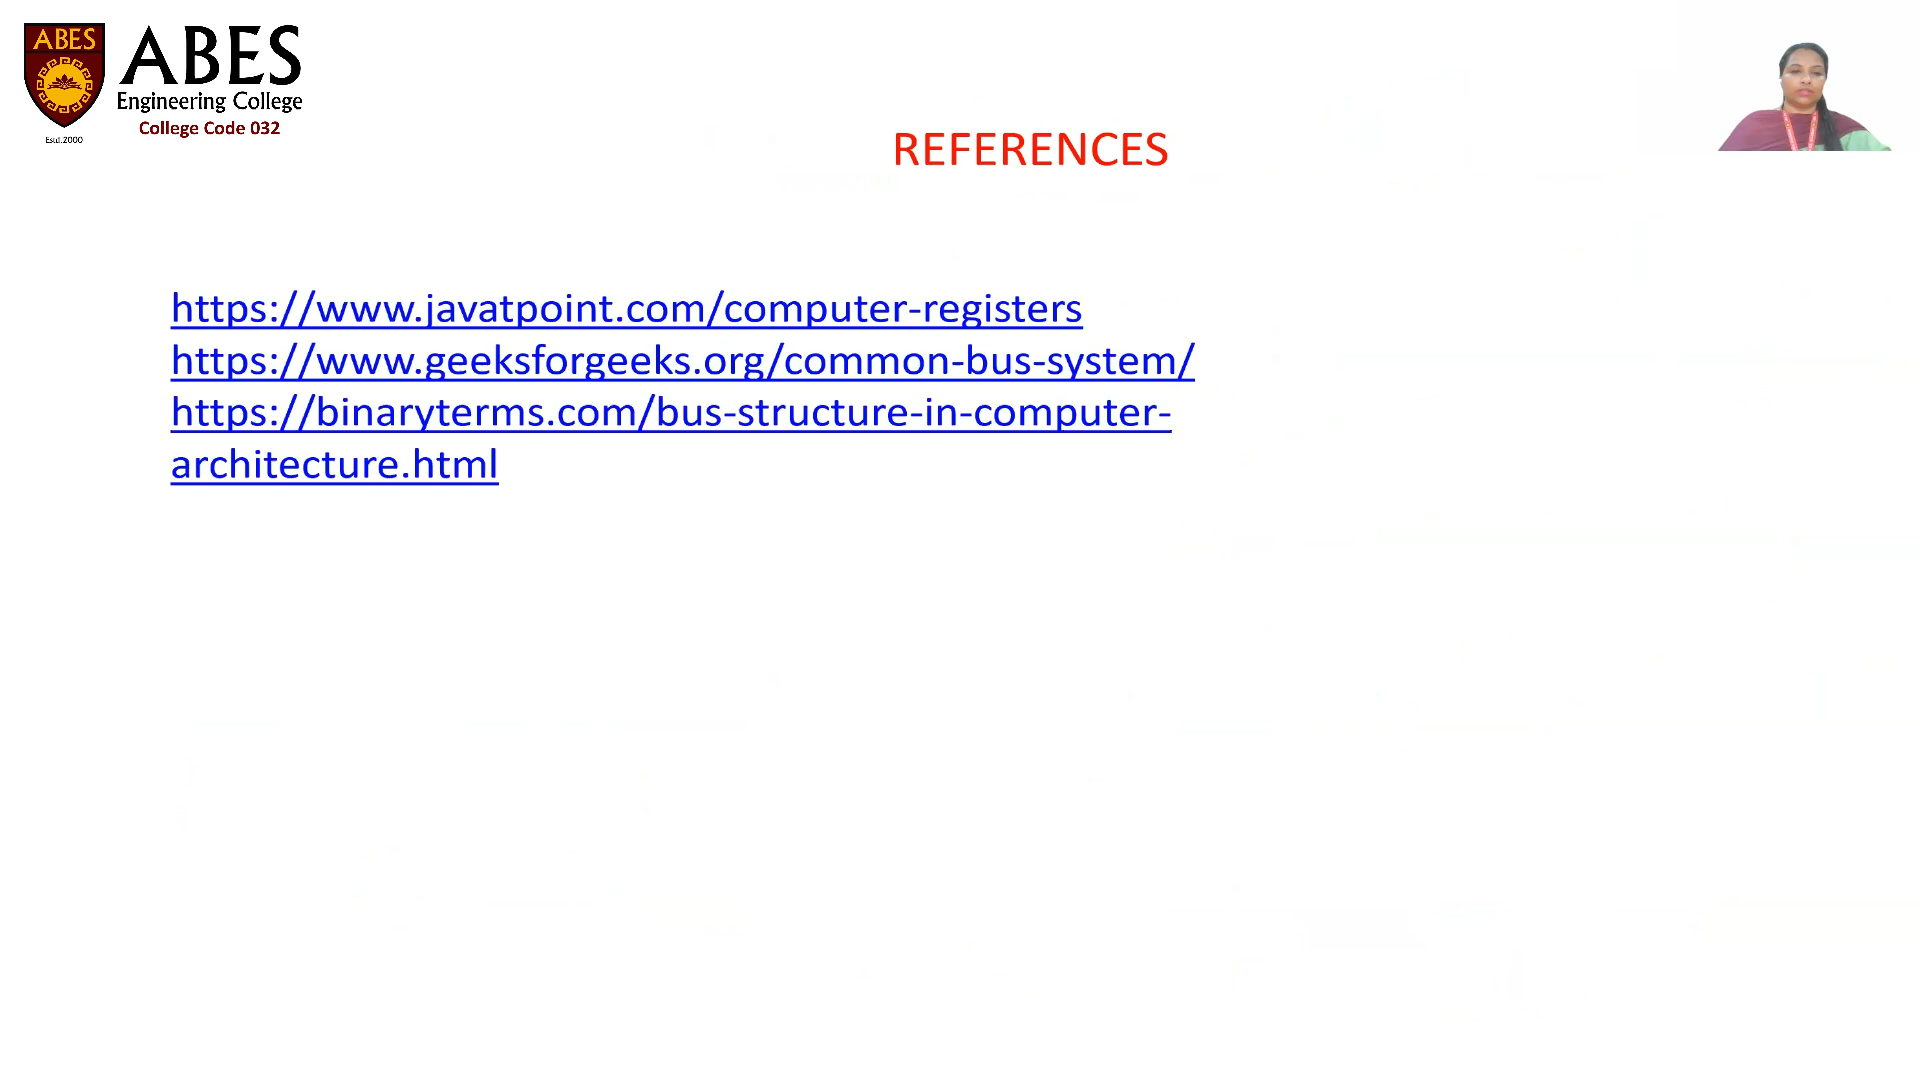 ABES
ABES
Engineering College
College Code 032
Estd.2000
REFERENCES
https://www.javatpoint.com/computer-registers
https://www.geeksforgeeks.org/common-bus-system/
https://binaryterms.com/bus-structure-in-computer-
architecture.html